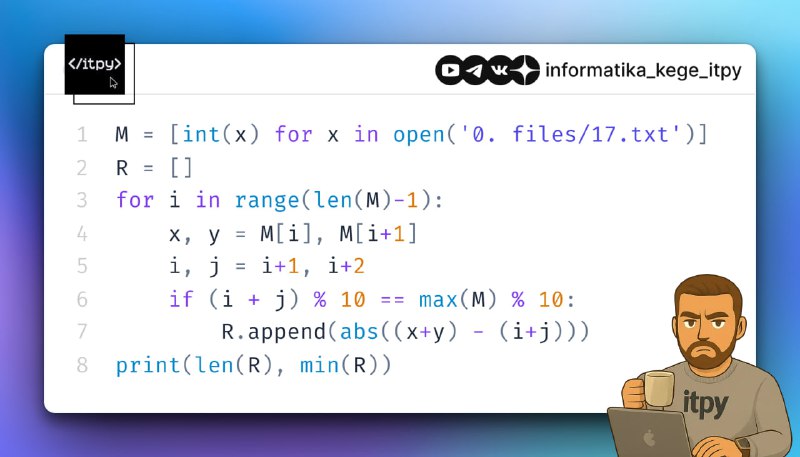 </itpy>
informatika_kege_itpy
1 M = [int(x) for x in open('0. files/17.txt')]
2 R = []
3 for i in range(len(M)-1):
4     x, y = M[i], M[i+1]
5     i, j = i+1, i+2
6     if (i + j) % 10 == max(M) % 10:
7         R.append(abs((x+y) - (i+j)))
8 print(len(R), min(R))
itpy